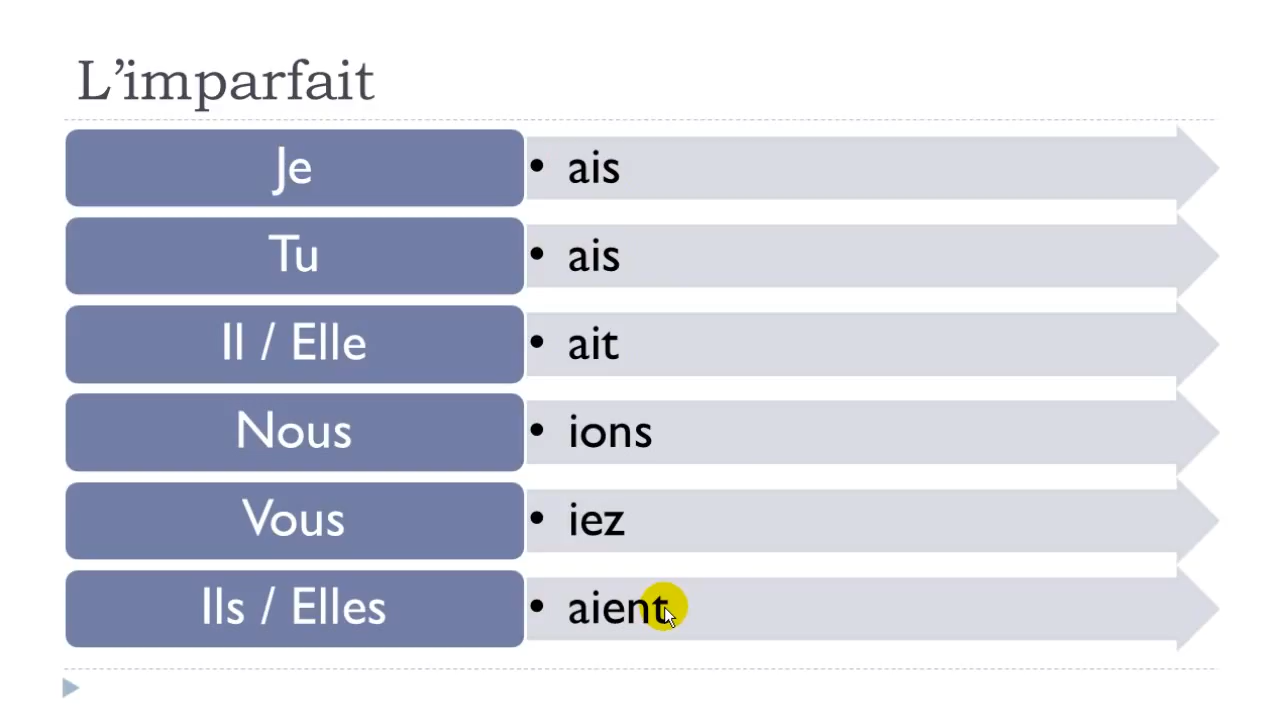 L’imparfait
Je • ais
Tu • ais
Il / Elle • ait
Nous • ions
Vous • iez
Ils / Elles • aient